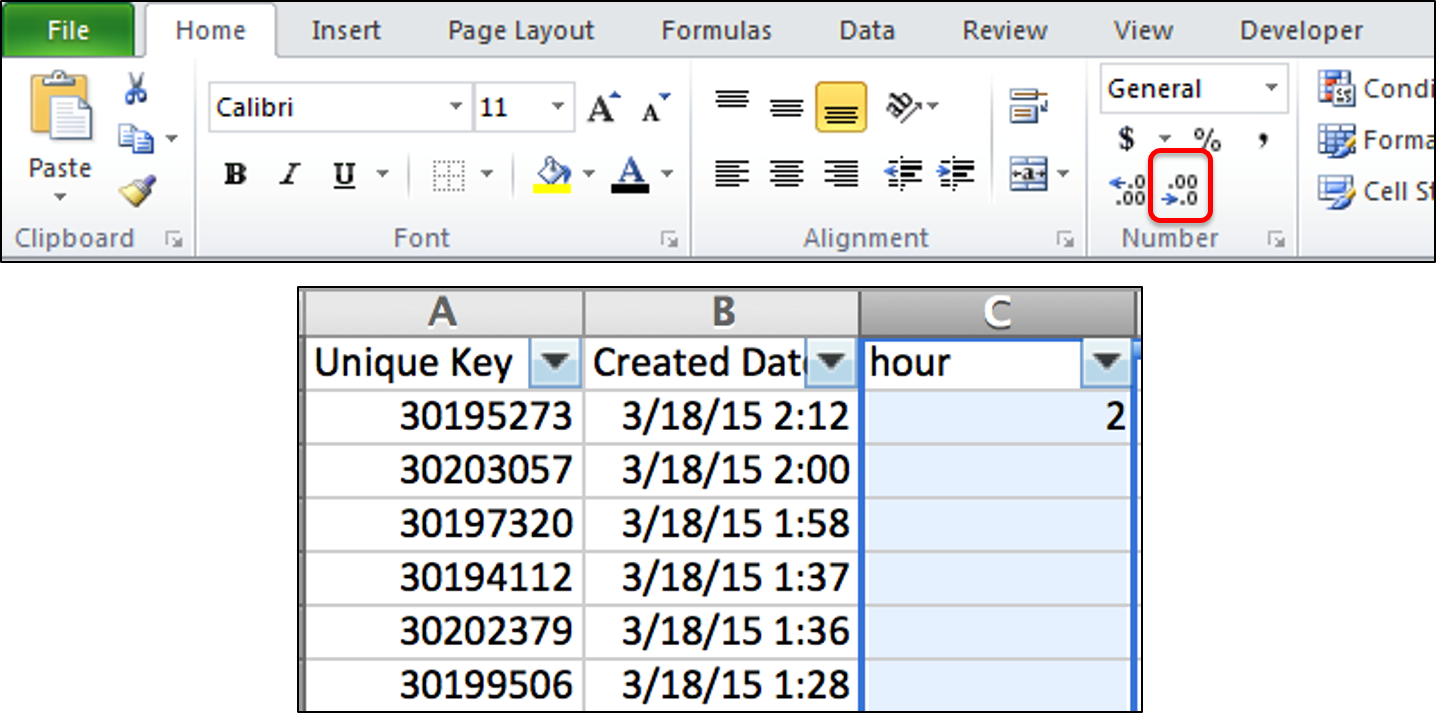 File Home Insert Page Layout Formulas Data Review View Developer
Calibri 11 A A General Condi
$ % , Forma
Paste B I U A a .0 .00 .00 .0 Cell St
Clipboard Font Alignment Number
A B C
Unique Key Created Date hour
30195273 3/18/15 2:12 2
30203057 3/18/15 2:00
30197320 3/18/15 1:58
30194112 3/18/15 1:37
30202379 3/18/15 1:36
30199506 3/18/15 1:28